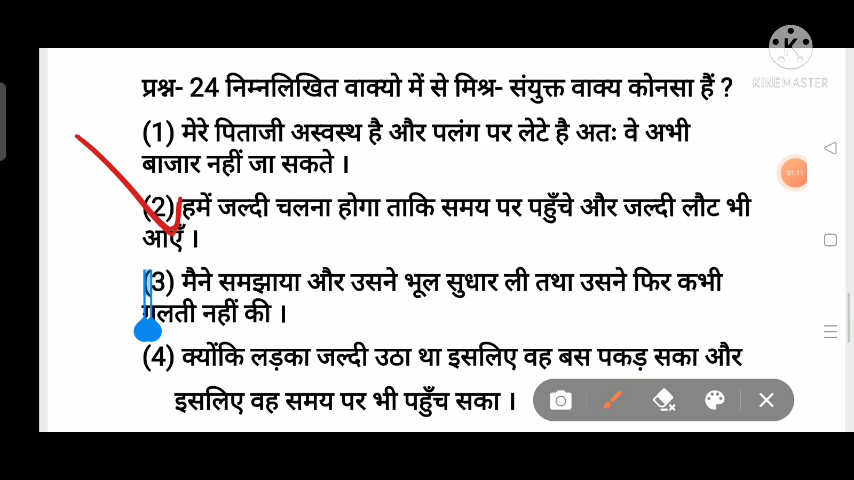 KINEMASTER
प्रश्न- 24 निम्नलिखित वाक्यो में से मिश्र- संयुक्त वाक्य कोनसा हैं ?
(1) मेरे पिताजी अस्वस्थ है और पलंग पर लेटे है अतः वे अभी
बाजार नहीं जा सकते ।
01:11
(2) हमें जल्दी चलना होगा ताकि समय पर पहुँचे और जल्दी लौट भी
आएँ ।
(3) मैने समझाया और उसने भूल सुधार ली तथा उसने फिर कभी
गलती नहीं की ।
(4) क्योंकि लड़का जल्दी उठा था इसलिए वह बस पकड़ सका और
इसलिए वह समय पर भी पहुँच सका ।